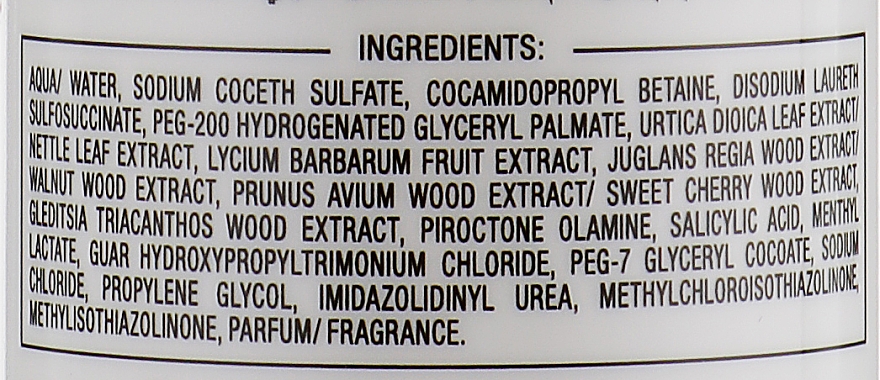 INGREDIENTS:
AQUA/ WATER, SODIUM COCETH SULFATE, COCAMIDOPROPYL BETAINE, DISODIUM LAURETH
SULFOSUCCINATE, PEG-200 HYDROGENATED GLYCERYL PALMATE, URTICA DIOICA LEAF EXTRACT/
NETTLE LEAF EXTRACT, LYCIUM BARBARUM FRUIT EXTRACT, JUGLANS REGIA WOOD EXTRACT/
WALNUT WOOD EXTRACT, PRUNUS AVIUM WOOD EXTRACT/ SWEET CHERRY WOOD EXTRACT,
GLEDITSIA TRIACANTHOS WOOD EXTRACT, PIROCTONE OLAMINE, SALICYLIC ACID, MENTHYL
LACTATE, GUAR HYDROXYPROPYLTRIMONIUM CHLORIDE, PEG-7 GLYCERYL COCOATE, SODIUM
CHLORIDE, PROPYLENE GLYCOL, IMIDAZOLIDINYL UREA, METHYLCHLOROISOTHIAZOLINONE,
METHYLISOTHIAZOLINONE, PARFUM/ FRAGRANCE.